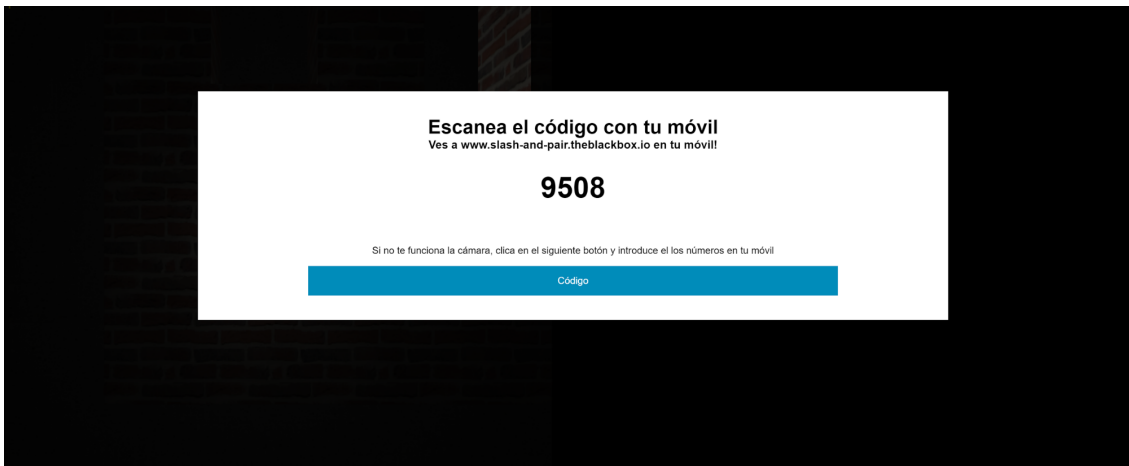 Escanea el código con tu móvil
Ves a www.slash-and-pair.theblackbox.io en tu móvil!
9508
Si no te funciona la cámara, clica en el siguiente botón y introduce el los números en tu móvil
Código